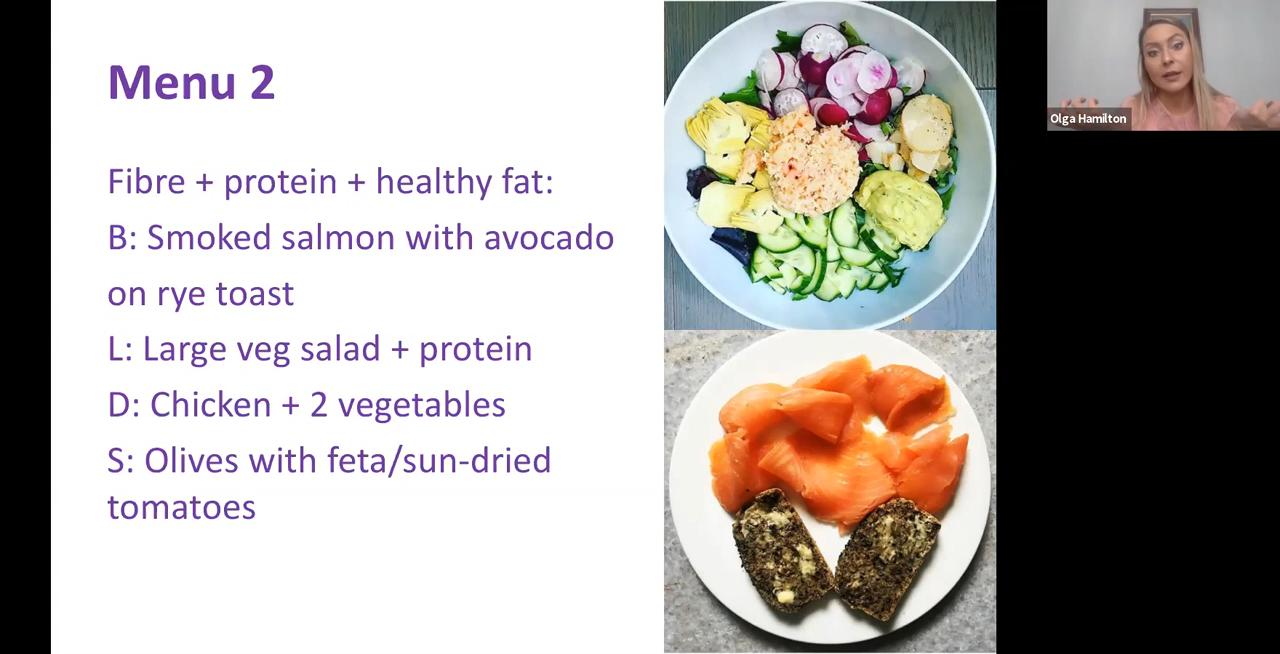 Menu 2
Fibre + protein + healthy fat:
B: Smoked salmon with avocado
on rye toast
L: Large veg salad + protein
D: Chicken + 2 vegetables
S: Olives with feta/sun-dried
tomatoes
Olga Hamilton